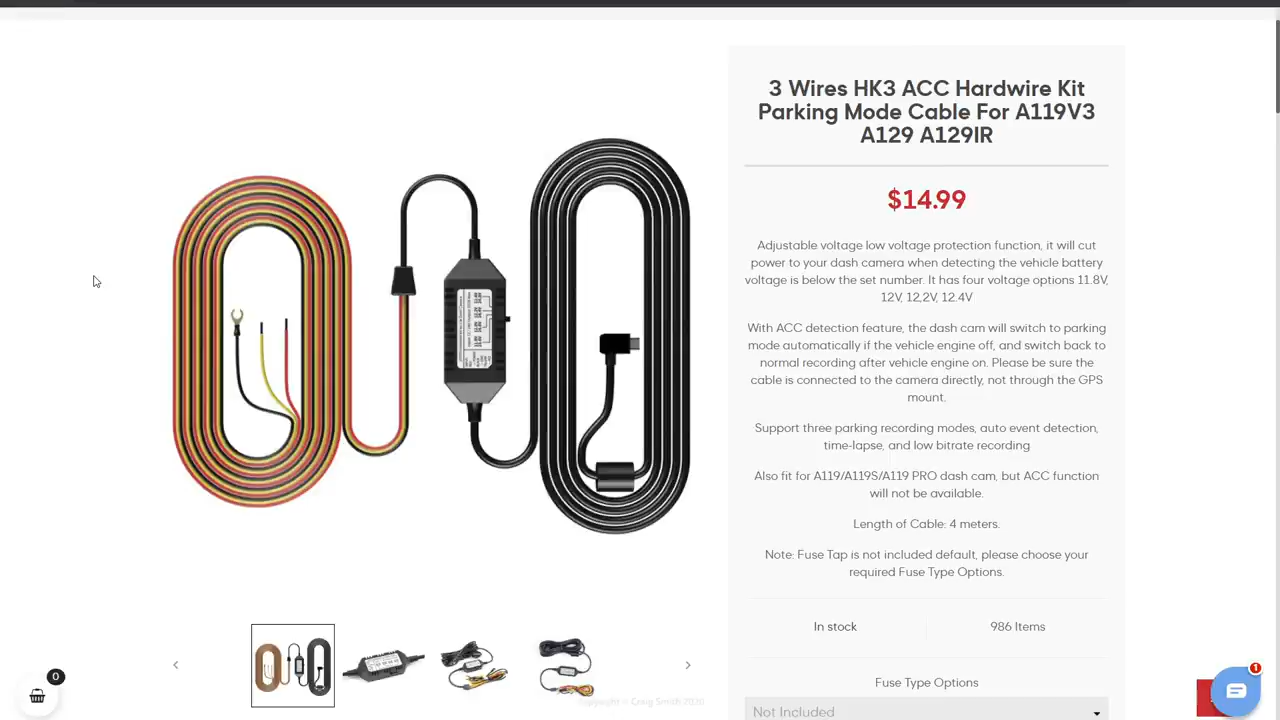 3 Wires HK3 ACC Hardwire Kit
Parking Mode Cable For A119V3
A129 A129IR
$14.99
Adjustable voltage low voltage protection function, it will cut
power to your dash camera when detecting the vehicle battery
voltage is below the set number. It has four voltage options 11.8V,
12V, 12,2V, 12.4V
With ACC detection feature, the dash cam will switch to parking
mode automatically if the vehicle engine off, and switch back to
normal recording after vehicle engine on. Please be sure the
cable is connected to the camera directly, not through the GPS
mount.
Support three parking recording modes, auto event detection,
time-lapse, and low bitrate recording
Also fit for A119/A119S/A119 PRO dash cam, but ACC function
will not be available.
Length of Cable: 4 meters.
Note: Fuse Tap is not included default, please choose your
required Fuse Type Options.
In stock
986 Items
Fuse Type Options
Not Included
0
1
Copyright © Craig Smith 2020